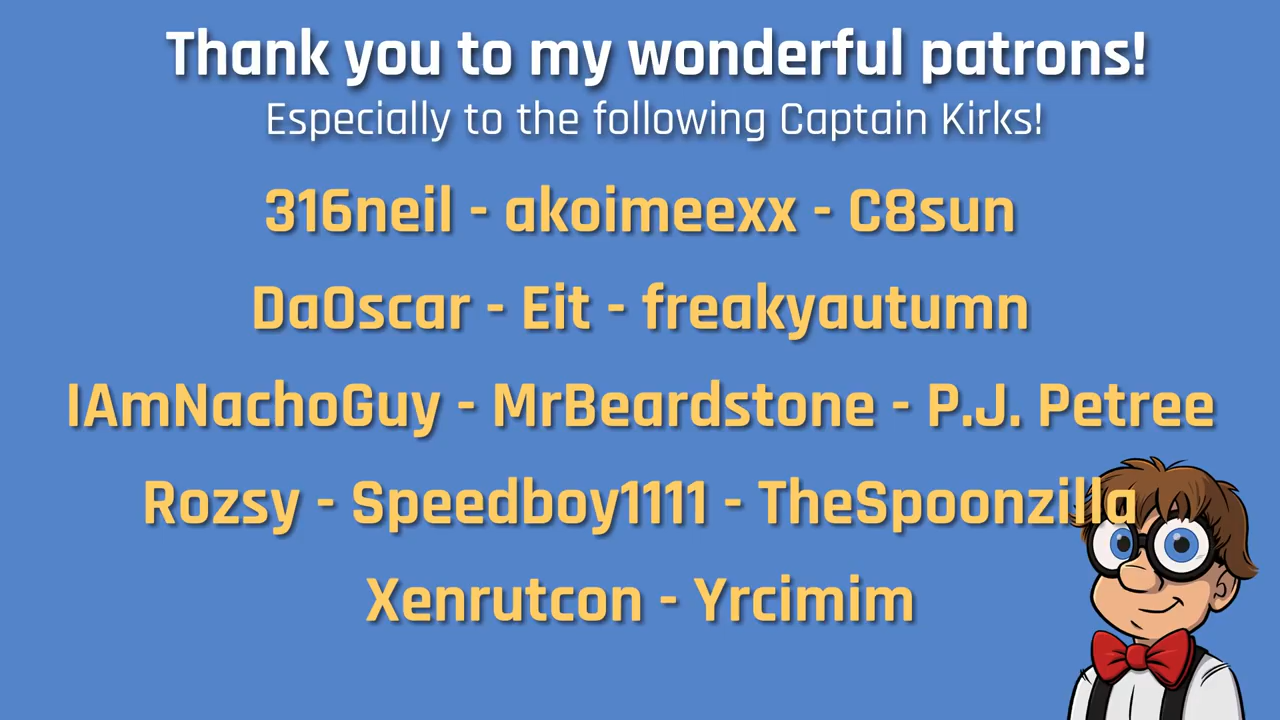 Thank you to my wonderful patrons!
Especially to the following Captain Kirks!
316neil - akoimeexx - C8sun
DaOscar - Eit - freakyautumn
IAmNachoGuy - MrBeardstone - P.J. Petree
Rozsy - Speedboy1111 - TheSpoonzilla
Xenrutcon - Yrcimim